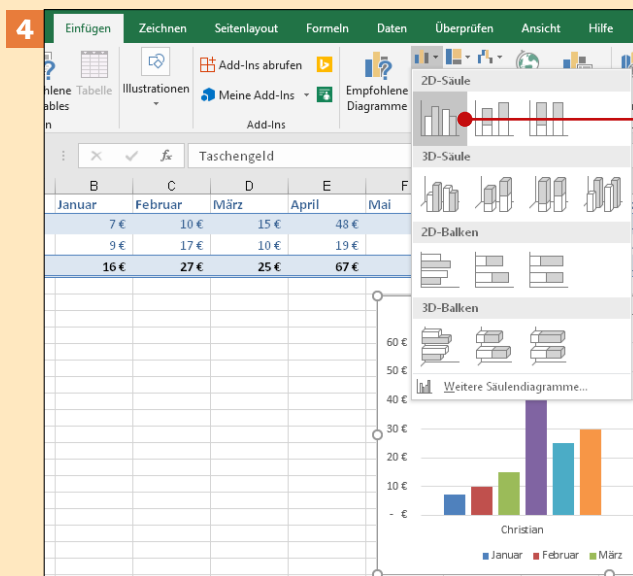 4
Einfügen Zeichnen Seitenlayout Formeln Daten Überprüfen Ansicht Hilfe
Tabelle
Illustrationen
Add-Ins abrufen
Meine Add-Ins
Add-Ins
Empfohlene
Diagramme
2D-Säule
3D-Säule
2D-Balken
3D-Balken
Weitere Säulendiagramme...
fx Taschengeld
B C D E F
Januar Februar März April Mai
7 € 10 € 15 € 48 €
9 € 17 € 10 € 19 €
16 € 27 € 25 € 67 €
60 €
50 €
40 €
30 €
20 €
10 €
- €
Christian
Januar Februar März